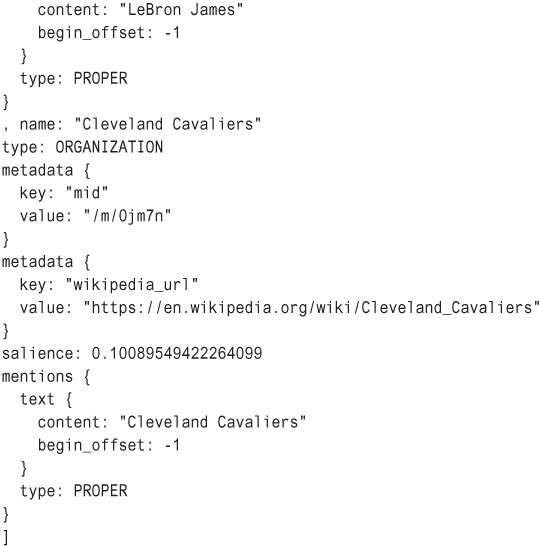 content: "LeBron James"
    begin_offset: -1
  }
  type: PROPER
}
, name: "Cleveland Cavaliers"
type: ORGANIZATION
metadata {
  key: "mid"
  value: "/m/0jm7n"
}
metadata {
  key: "wikipedia_url"
  value: "https://en.wikipedia.org/wiki/Cleveland_Cavaliers"
}
salience: 0.10089549422264099
mentions {
  text {
    content: "Cleveland Cavaliers"
    begin_offset: -1
  }
  type: PROPER
}
]